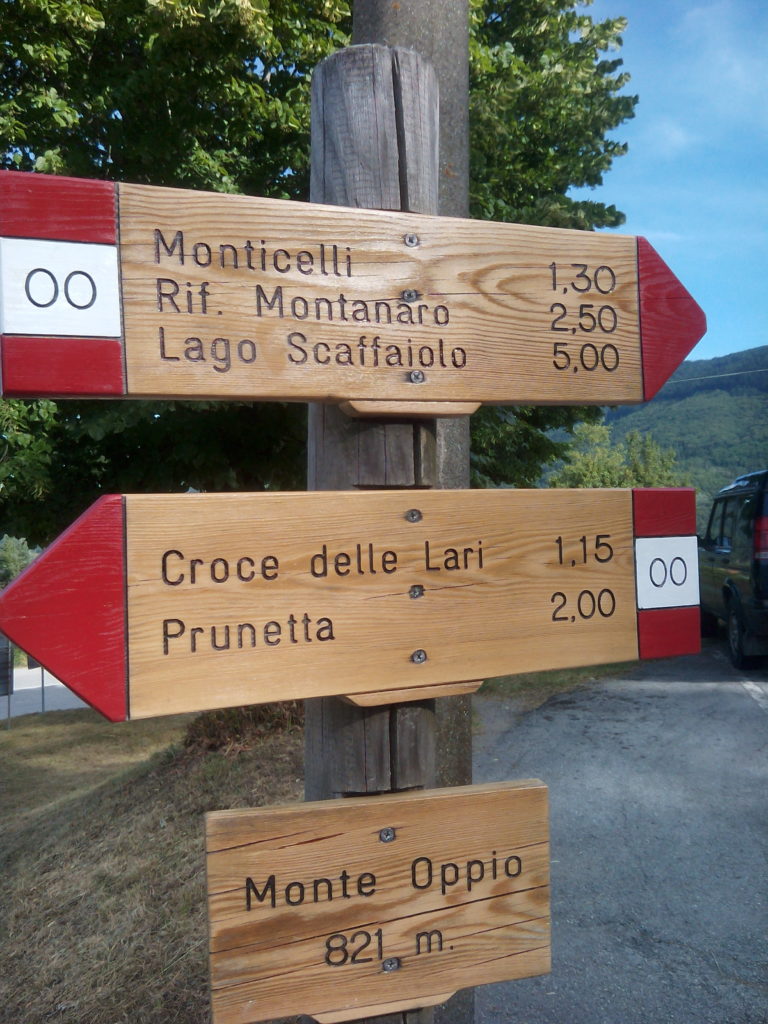 00
Monticelli 1,30
Rif. Montanaro 2,50
Lago Scaffaiolo 5,00
Croce delle Lari 1,15
Prunetta 2,00
00
Monte Oppio
821 m.